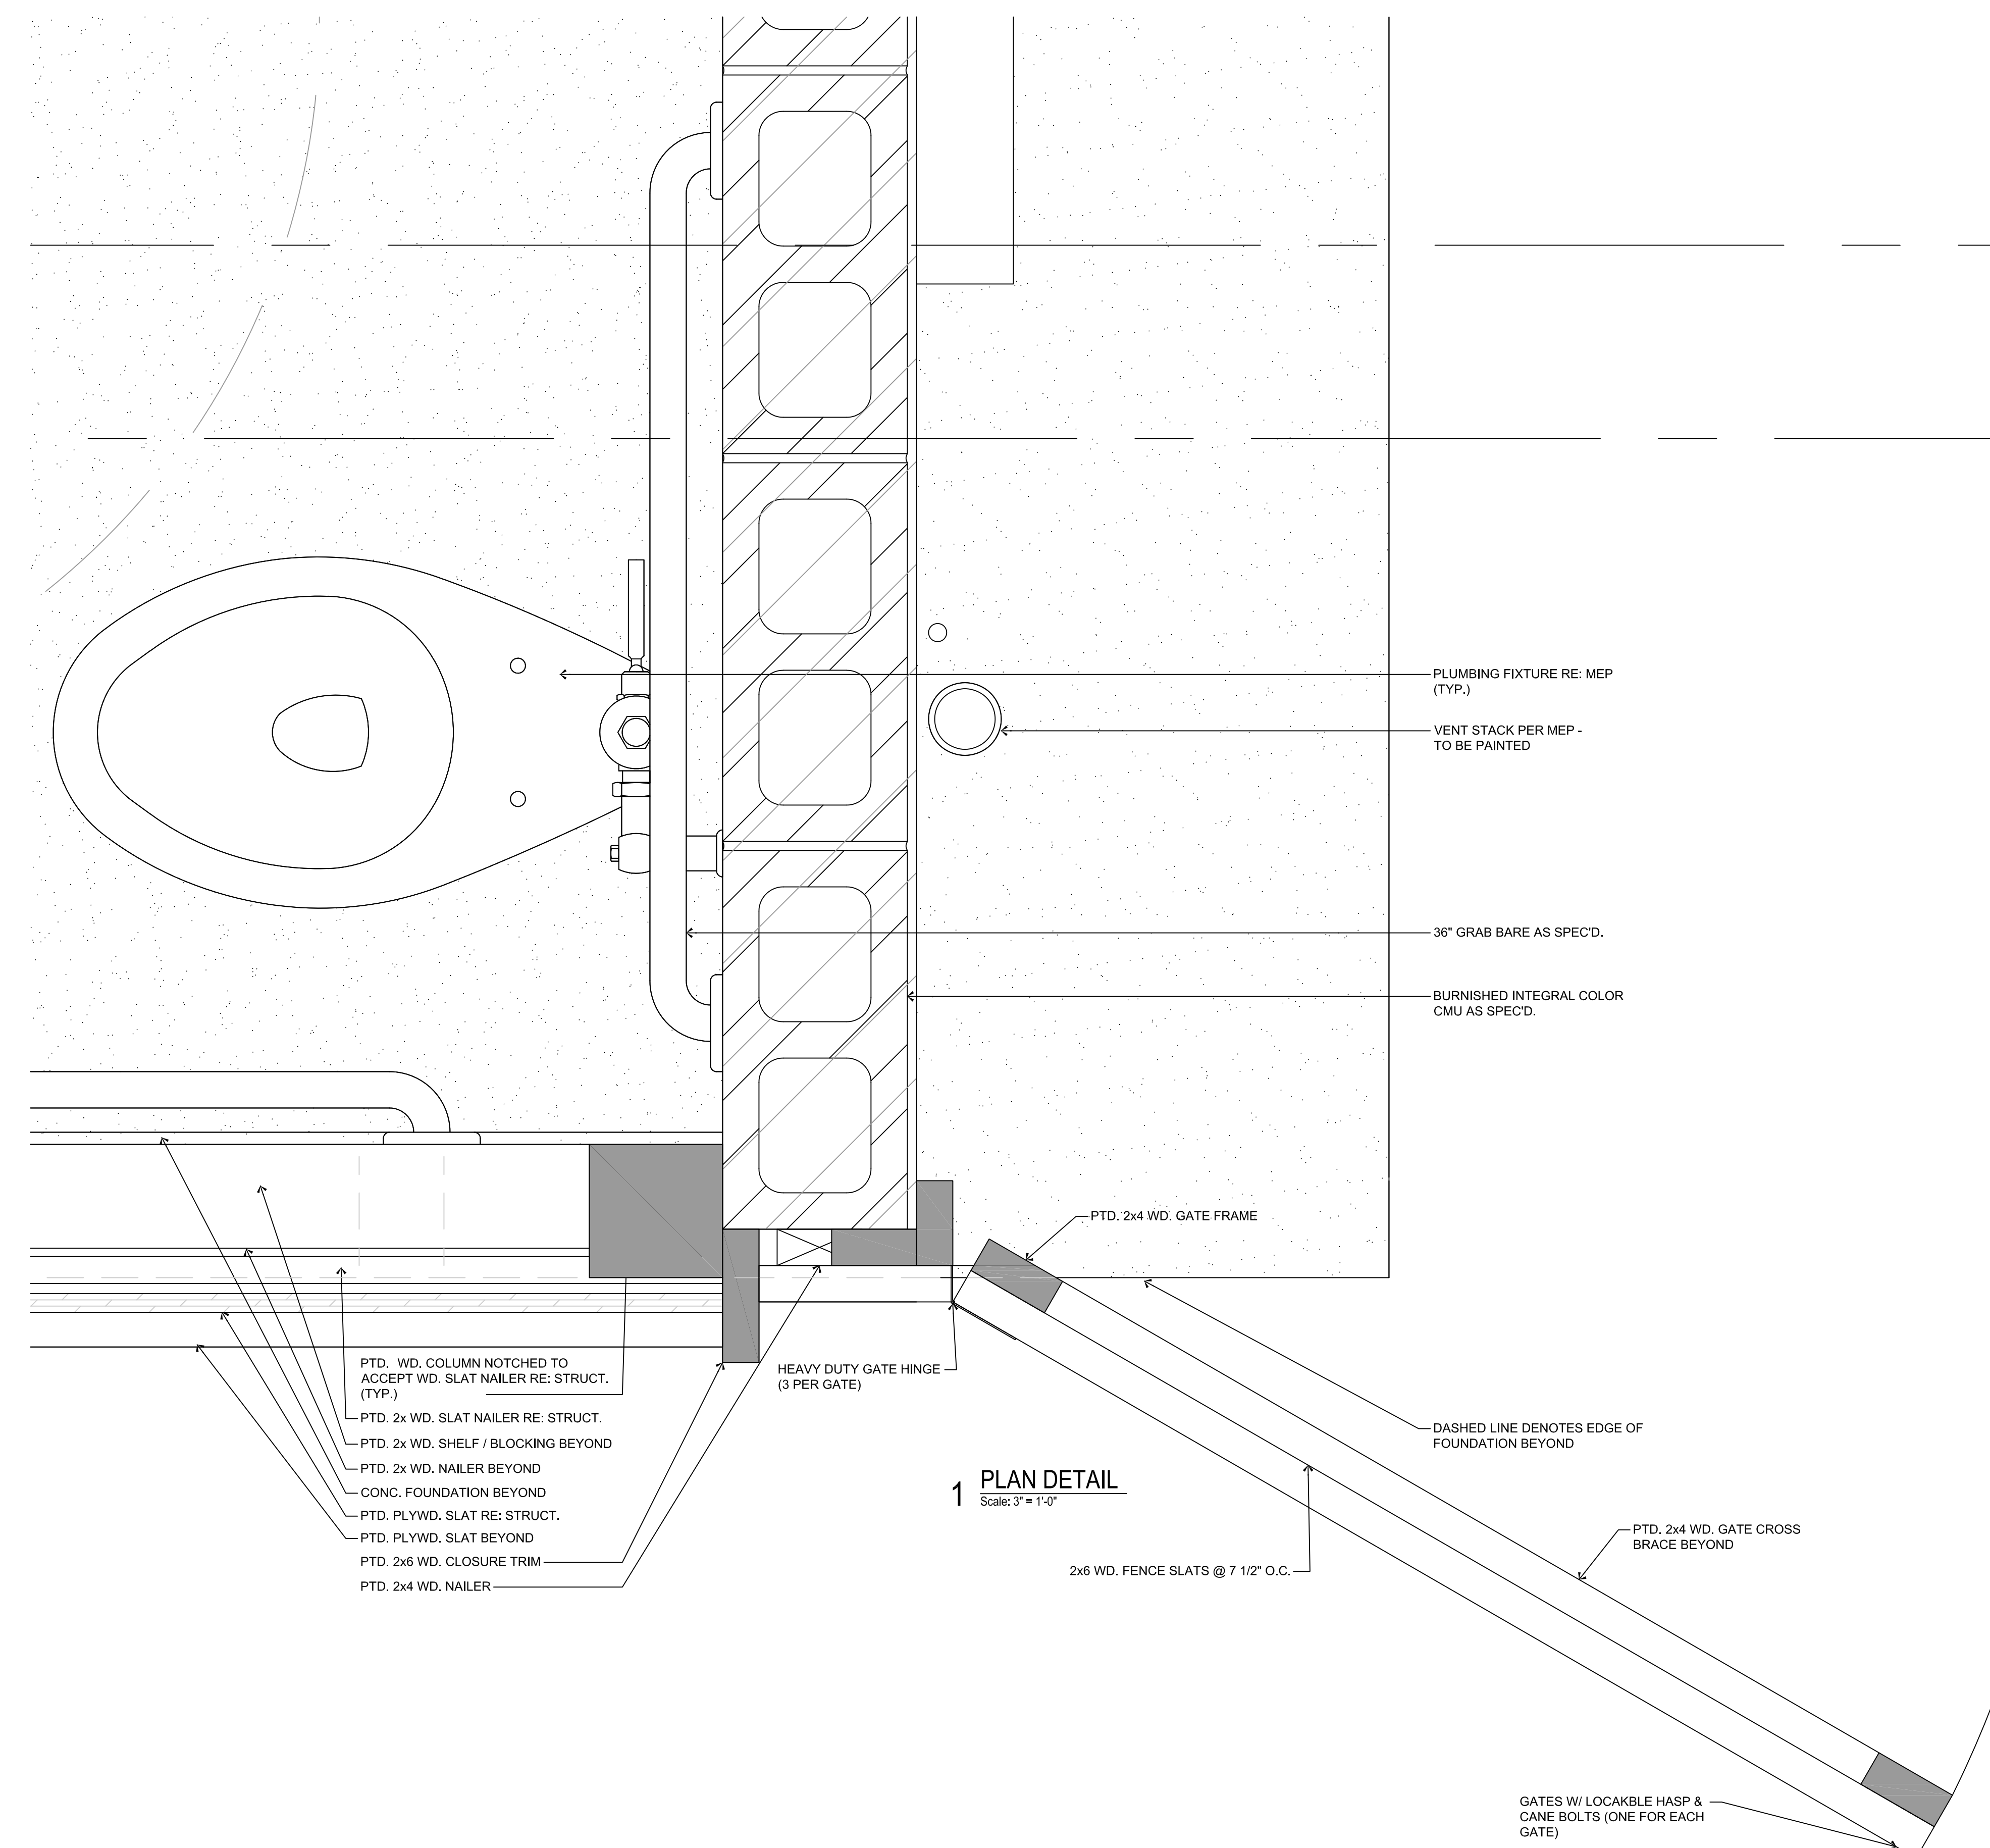 PLUMBING FIXTURE RE: MEP
(TYP.)
VENT STACK PER MEP -
TO BE PAINTED
36" GRAB BARE AS SPEC'D.
BURNISHED INTEGRAL COLOR
CMU AS SPEC'D.
PTD. 2x4 WD. GATE FRAME
PTD. WD. COLUMN NOTCHED TO
ACCEPT WD. SLAT NAILER RE: STRUCT.
(TYP.)
PTD. 2x WD. SLAT NAILER RE: STRUCT.
PTD. 2x WD. SHELF / BLOCKING BEYOND
PTD. 2x WD. NAILER BEYOND
CONC. FOUNDATION BEYOND
PTD. PLYWD. SLAT RE: STRUCT.
PTD. PLYWD. SLAT BEYOND
PTD. 2x6 WD. CLOSURE TRIM
PTD. 2x4 WD. NAILER
HEAVY DUTY GATE HINGE
(3 PER GATE)
DASHED LINE DENOTES EDGE OF
FOUNDATION BEYOND
1 PLAN DETAIL
Scale: 3" = 1'-0"
PTD. 2x4 WD. GATE CROSS
BRACE BEYOND
2x6 WD. FENCE SLATS @ 7 1/2" O.C.
GATES W/ LOCAKBLE HASP &
CANE BOLTS (ONE FOR EACH
GATE)